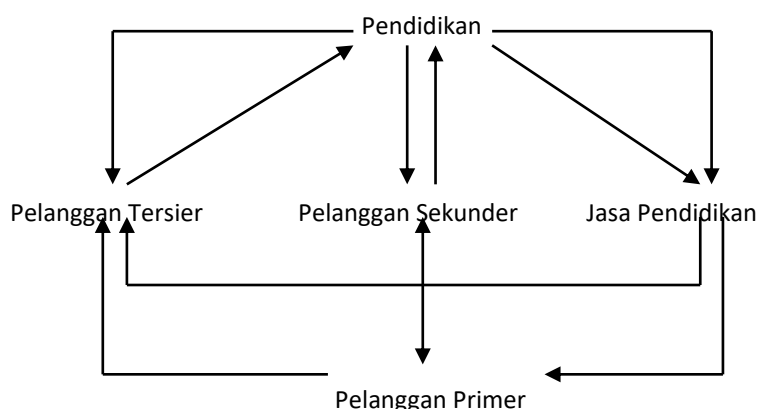 Pendidikan
Pelanggan Tersier
Pelanggan Sekunder
Jasa Pendidikan
Pelanggan Primer